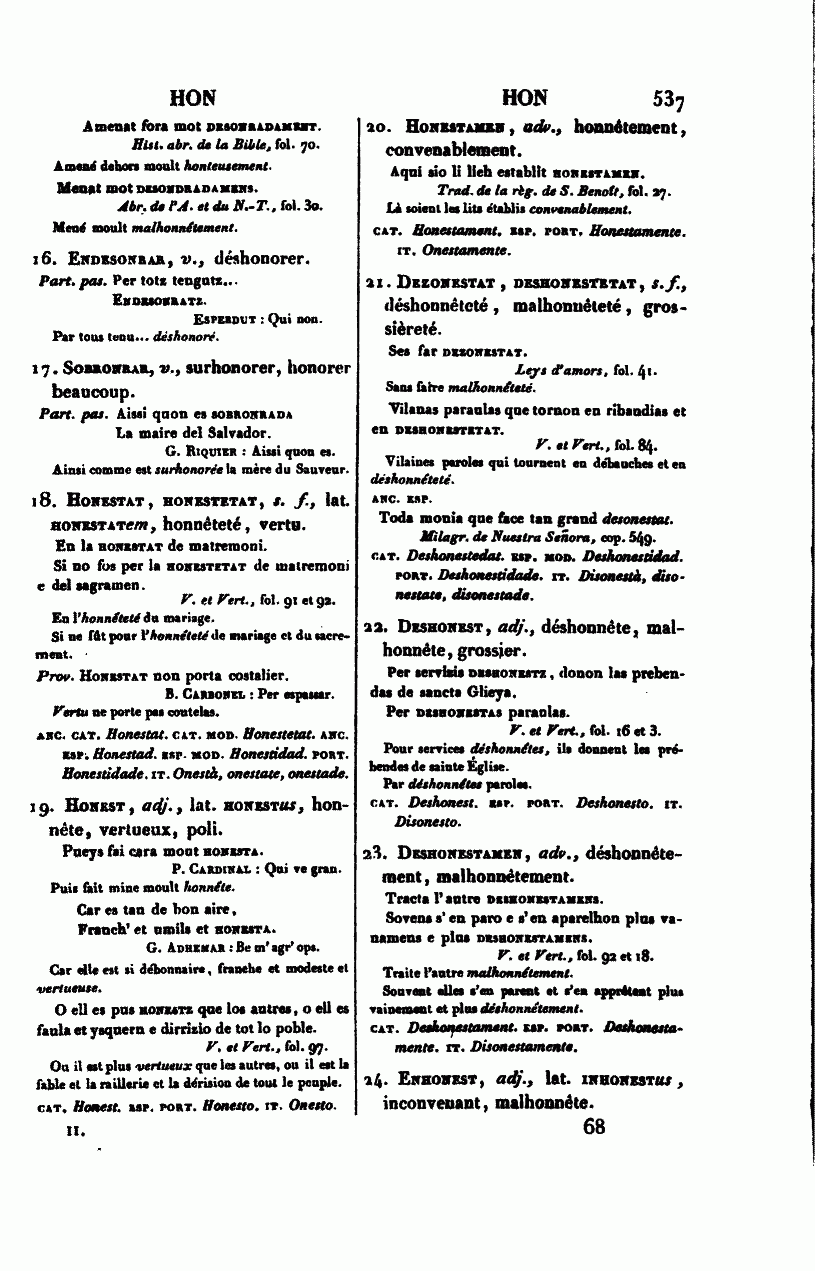 HON
HON 537
Amenat fora mot DESONRADAMENT.
Hist. abr. de la Bible, fol. 70.
Amené dehors moult honteusement.
Menat mot DESONDRADAMENS.
Abr. de l'A. et du N.-T., fol. 30.
Mené moult malhonnêtement.
16. ENDESONRAR, v., déshonorer.
Part. pas. Per totz tengutz...
ENDESONRATZ.
ESPERDUT : Qui non.
Par tous tenu... déshonoré.
17. SOBRONRAR, v., surhonorer, honorer
beaucoup.
Part. pas. Aissi quon es SOBRONRADA
La maire del Salvador.
G. RIQUIER : Aissi quon es.
Ainsi comme est surhonorée la mère du Sauveur.
18. HONESTAT, HONESTETAT, s. f., lat.
HONESTATem, honnêteté, vertu.
En la HONESTAT de matremoni.
Si no fos per la HONESTETAT de matremoni
e del sagramen.
V. et Vert., fol. 91 et 92.
En l'honnêteté du mariage.
Si ne fût pour l'honnêteté de mariage et du sacre-
ment.
Prov. HONESTAT non porta costalier.
B. CARBONEL : Per espassar.
Vertu ne porte pas coutelas.
ANC. CAT. Honestat. CAT. MOD. Honestetat. ANC.
ESP. Honestad. ESP. MOD. Honestidad. PORT.
Honestidade. IT. Onestà, onestate, onestade.
19. HONEST, adj., lat. HONESTus, hon-
nête, vertueux, poli.
Pueys fai cara mout HONESTA.
P. CARDINAL : Qui ve gran.
Puis fait mine moult honnête.
Car es tan de bon aire,
Franch' et umils et HONESTA.
G. ADHEMAR : Be m'agr' ops.
Car elle est si débonnaire, franche et modeste et
vertueuse.
O ell es pus HONESTZ que los autres, o ell es
faula et ysquern e dirrizio de tot lo poble.
V. et Vert., fol. 97.
Ou il est plus vertueux que les autres, ou il est la
fable et la raillerie et la dérision de tout le peuple.
CAT. Honest. ESP. PORT. Honesto. IT. Onesto.
II.
20. HONESTAMEN, adv., honnêtement,
convenablement.
Aqui sio li lieh establit HONESTAMEN.
Trad. de la règ. de S. Benoît, fol. 27.
Là soient les lits établis convenablement.
CAT. Honestament. ESP. PORT. Honestamente.
IT. Onestamente.
21. DEZONESTAT, DESHONESTETAT, s. f.,
déshonnêteté, malhonnêteté, gros-
sièreté.
Ses far DEZONESTAT.
Leys d'amors, fol. 41.
Sans faire malhonnêteté.
Vilanas paraulas que tornon en ribaudias et
en DESHONESTETAT.
V. et Vert., fol. 84.
Vilaines paroles qui tournent en débauches et en
déshonnêteté.
ANC. ESP.
Toda monia que face tan grand desonestat.
Milagr. de Nuestra Señora, cop. 549.
CAT. Deshonestedat. ESP. MOD. Deshonestidad.
PORT. Deshonestidade. IT. Disonestà, diso-
nestate, disonestade.
22. DESHONEST, adj., déshonnête, mal-
honnête, grossier.
Per servisis DESHONESTZ, donon las preben-
das de sancta Glieya.
Per DESHONESTAS paraulas.
V. et Vert., fol. 16 et 3.
Pour services déshonnêtes, ils donnent les pré-
bendes de sainte Église.
Par déshonnêtes paroles.
CAT. Deshonest. ESP. PORT. Deshonesto. IT.
Disonesto.
23. DESHONESTAMEN, adv., déshonnête-
ment, malhonnêtement.
Tracta l'autre DESHONESTAMENS.
Sovens s'en paro e s'en aparelhon plus va-
namens e plus DESHONESTAMENS.
V. et Vert., fol. 92 et 18.
Traite l'autre malhonnêtement.
Souvent elles s'en parent et s'en apprêtent plus
vainement et plus déshonnêtement.
CAT. Deshonestament. ESP. PORT. Deshonesta-
mente. IT. Disonestamente.
24. ENHONEST, adj., lat. INHONESTus,
inconvenant, malhonnête.
68